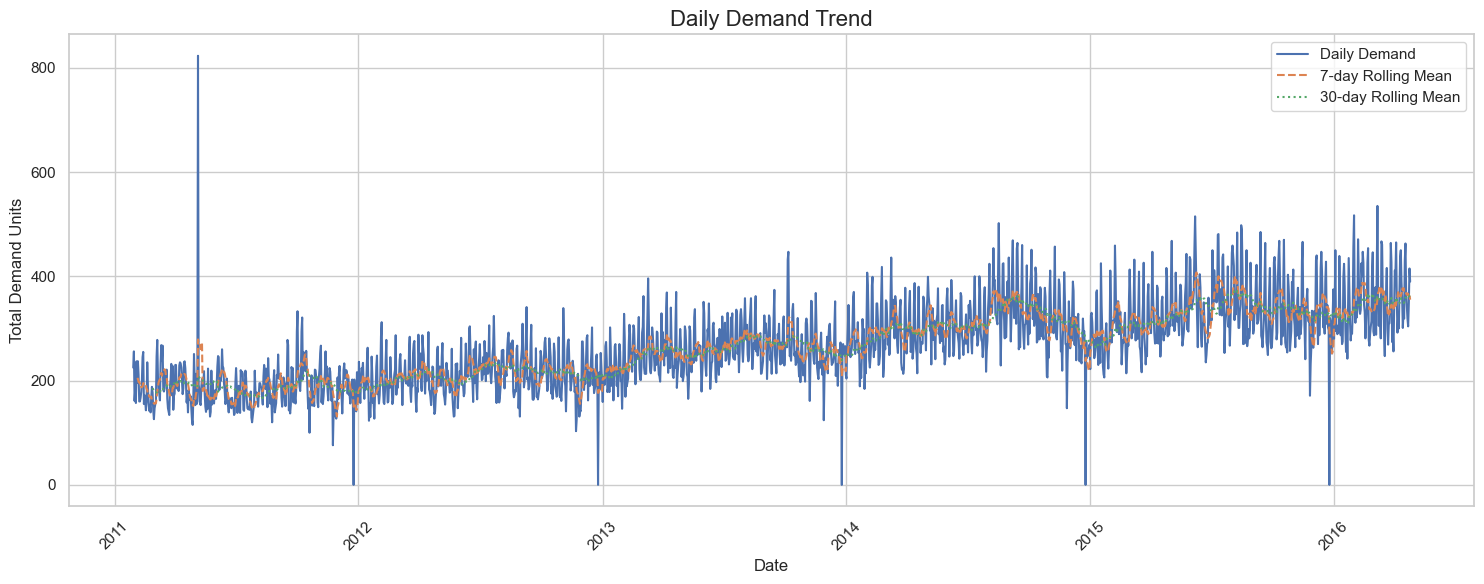 Daily Demand Trend
Daily Demand
7-day Rolling Mean
30-day Rolling Mean
Total Demand Units
800
600
400
200
0
2011
2012
2013
2014
2015
2016
Date